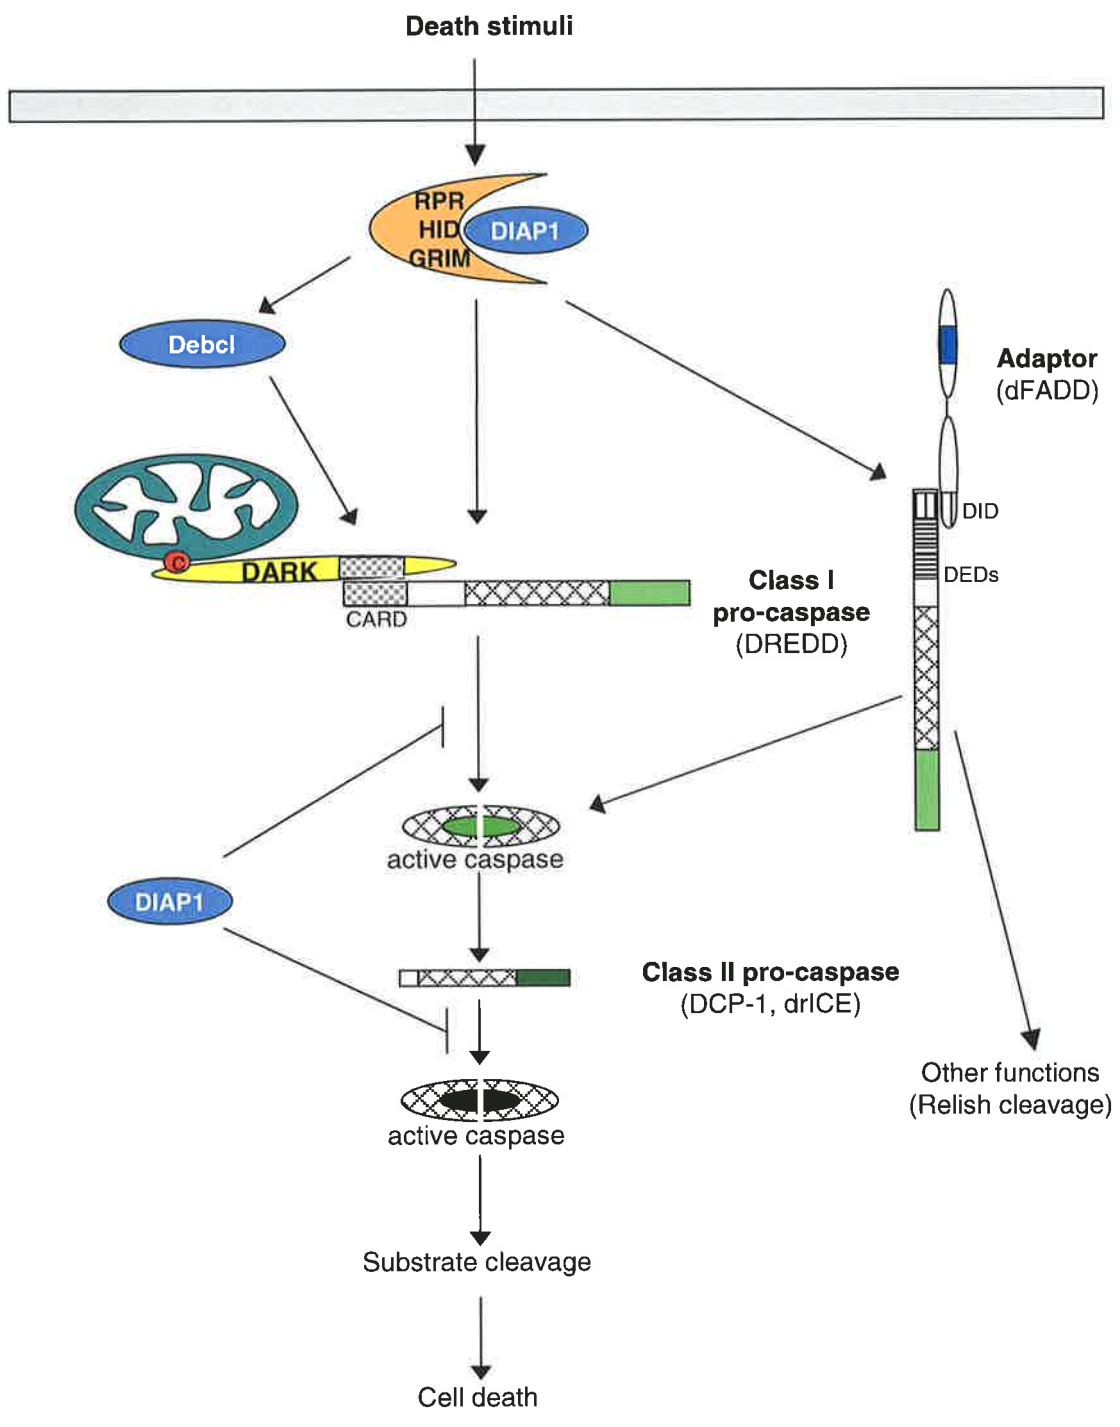 Death stimuli
RPR
HID
GRIM
DIAP1
Debcl
Adaptor
(dFADD)
DID
DEDs
C
DARK
CARD
Class I
pro-caspase
(DREDD)
active caspase
DIAP1
Class II pro-caspase
(DCP-1, drICE)
active caspase
Other functions
(Relish cleavage)
Substrate cleavage
Cell death